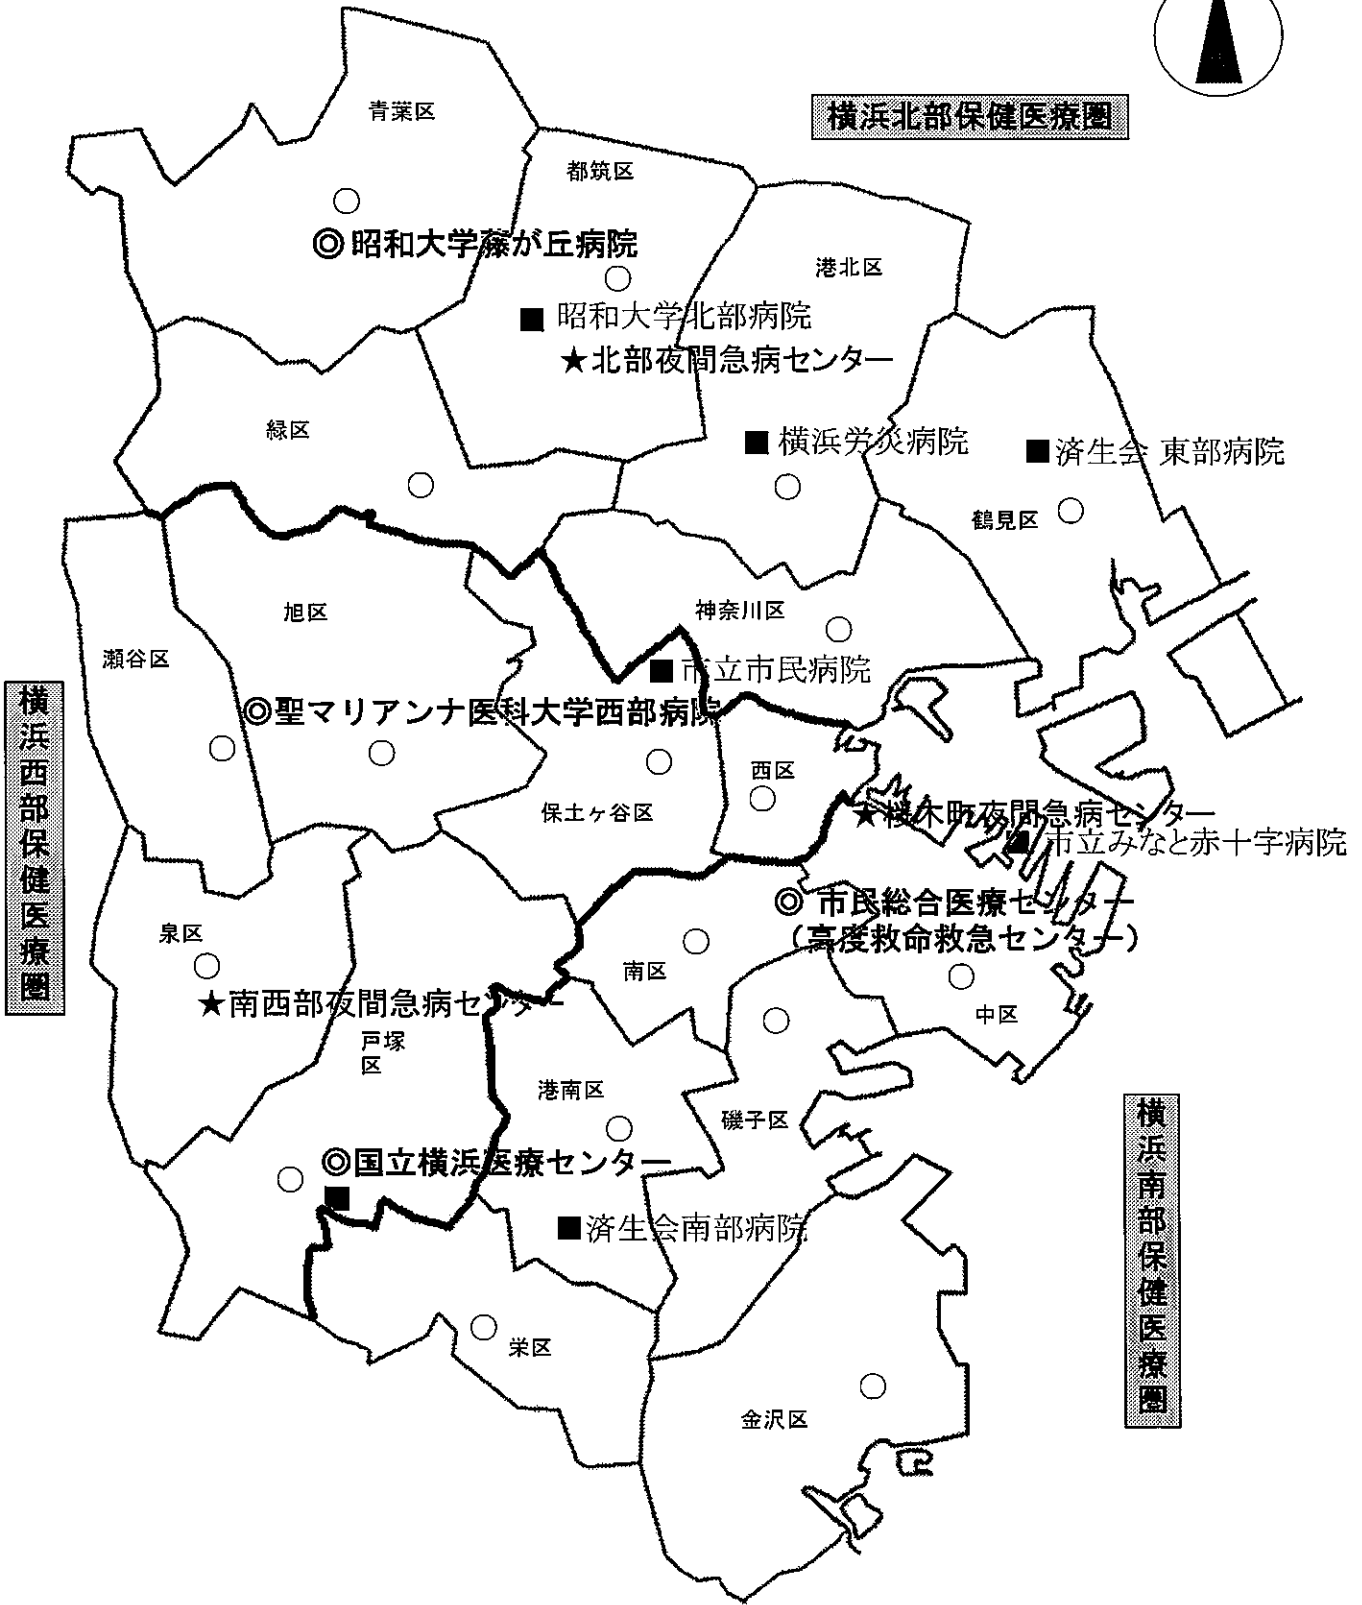 横浜北部保健医療圏
青葉区
都筑区
◎昭和大学藤が丘病院
港北区
■ 昭和大学北部病院
★北部夜間急病センター
緑区
■ 横浜労災病院
■済生会 東部病院
鶴見区
旭区
神奈川区
瀬谷区
■市立市民病院
横浜西部保健医療圏
◎聖マリアンナ医科大学西部病院
西区
保土ヶ谷区
★桜木町夜間急病センター
■市立みなと赤十字病院
◎ 市民総合医療センター
(高度救命救急センター)
泉区
南区
★南西部夜間急病センター
中区
戸塚
区
港南区
磯子区
横浜南部保健医療圏
◎国立横浜医療センター
■
■済生会南部病院
栄区
金沢区